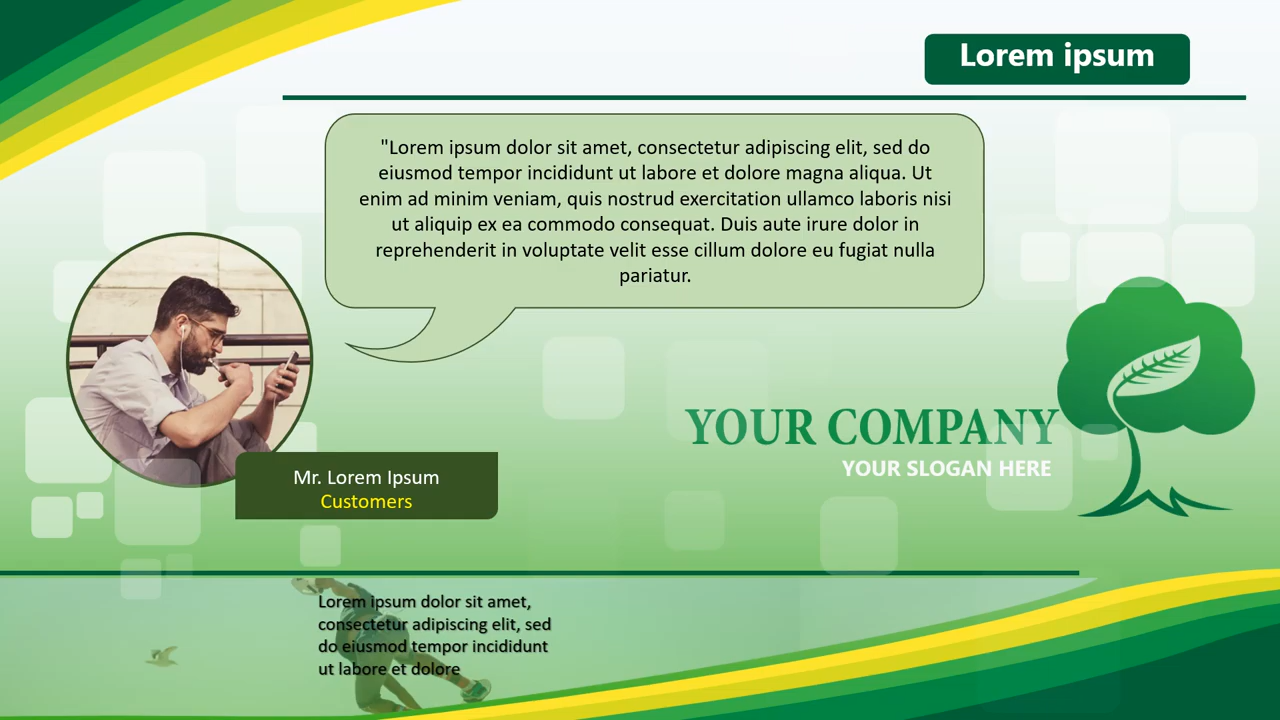 Lorem ipsum
"Lorem ipsum dolor sit amet, consectetur adipiscing elit, sed do
eiusmod tempor incididunt ut labore et dolore magna aliqua. Ut
enim ad minim veniam, quis nostrud exercitation ullamco laboris nisi
ut aliquip ex ea commodo consequat. Duis aute irure dolor in
reprehenderit in voluptate velit esse cillum dolore eu fugiat nulla
pariatur.
YOUR COMPANY
YOUR SLOGAN HERE
Mr. Lorem Ipsum
Customers
Lorem ipsum dolor sit amet,
consectetur adipiscing elit, sed
do eiusmod tempor incididunt
ut labore et dolore